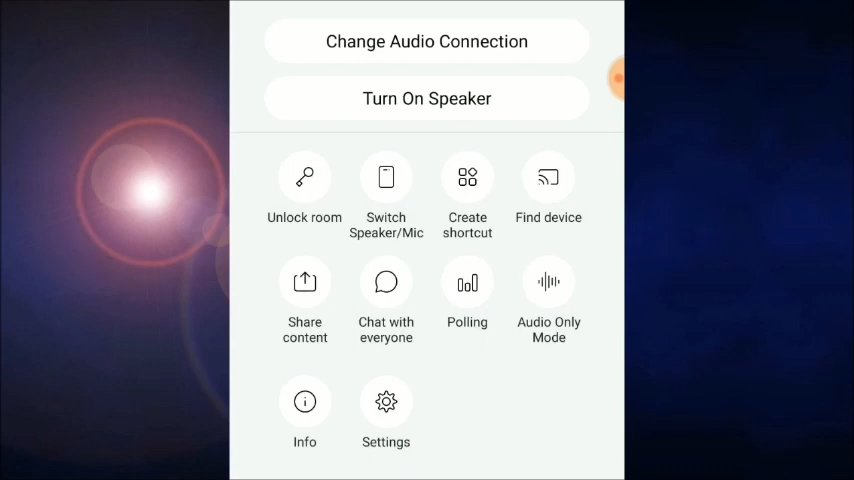 Change Audio Connection
Turn On Speaker
Unlock room
Switch
Speaker/Mic
Create
shortcut
Find device
Share
content
Chat with
everyone
Polling
Audio Only
Mode
Info
Settings